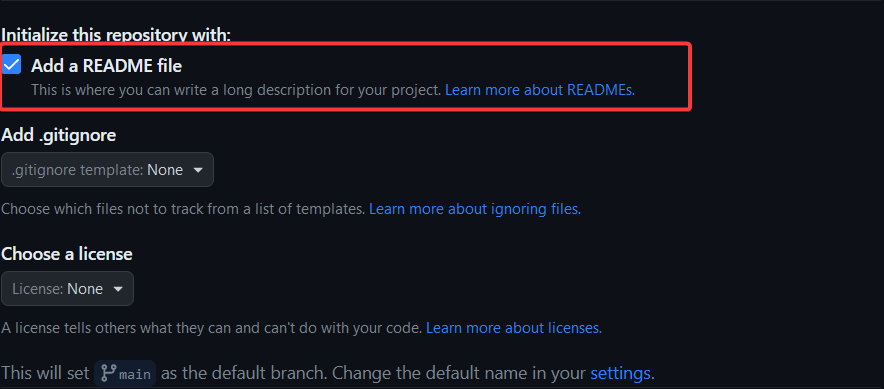 Initialize this repository with:
Add a README file
This is where you can write a long description for your project. Learn more about READMEs.
Add .gitignore
.gitignore template: None
Choose which files not to track from a list of templates. Learn more about ignoring files.
Choose a license
License: None
A license tells others what they can and can't do with your code. Learn more about licenses.
This will set main as the default branch. Change the default name in your settings.